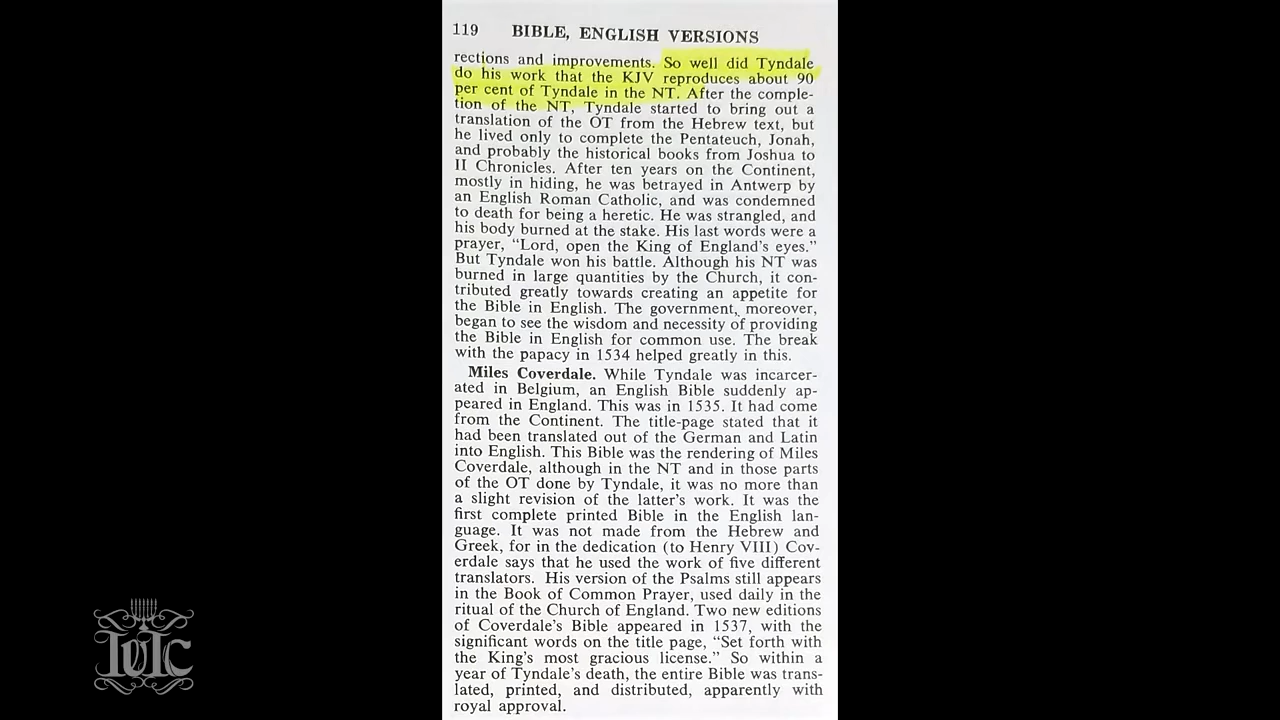 119 BIBLE, ENGLISH VERSIONS
rections and improvements. So well did Tyndale
do his work that the KJV reproduces about 90
per cent of Tyndale in the NT. After the comple-
tion of the NT, Tyndale started to bring out a
translation of the OT from the Hebrew text, but
he lived only to complete the Pentateuch, Jonah,
and probably the historical books from Joshua to
II Chronicles. After ten years on the Continent,
mostly in hiding, he was betrayed in Antwerp by
an English Roman Catholic, and was condemned
to death for being a heretic. He was strangled, and
his body burned at the stake. His last words were a
prayer, “Lord, open the King of England’s eyes.”
But Tyndale won his battle. Although his NT was
burned in large quantities by the Church, it con-
tributed greatly towards creating an appetite for
the Bible in English. The government, moreover,
began to see the wisdom and necessity of providing
the Bible in English for common use. The break
with the papacy in 1534 helped greatly in this.
Miles Coverdale. While Tyndale was incarcer-
ated in Belgium, an English Bible suddenly ap-
peared in England. This was in 1535. It had come
from the Continent. The title-page stated that it
had been translated out of the German and Latin
into English. This Bible was the rendering of Miles
Coverdale, although in the NT and in those parts
of the OT done by Tyndale, it was no more than
a slight revision of the latter’s work. It was the
first complete printed Bible in the English lan-
guage. It was not made from the Hebrew and
Greek, for in the dedication (to Henry VIII) Cov-
erdale says that he used the work of five different
translators. His version of the Psalms still appears
in the Book of Common Prayer, used daily in the
ritual of the Church of England. Two new editions
of Coverdale’s Bible appeared in 1537, with the
significant words on the title page, “Set forth with
the King’s most gracious license.” So within a
year of Tyndale’s death, the entire Bible was trans-
lated, printed, and distributed, apparently with
royal approval.
IUIC